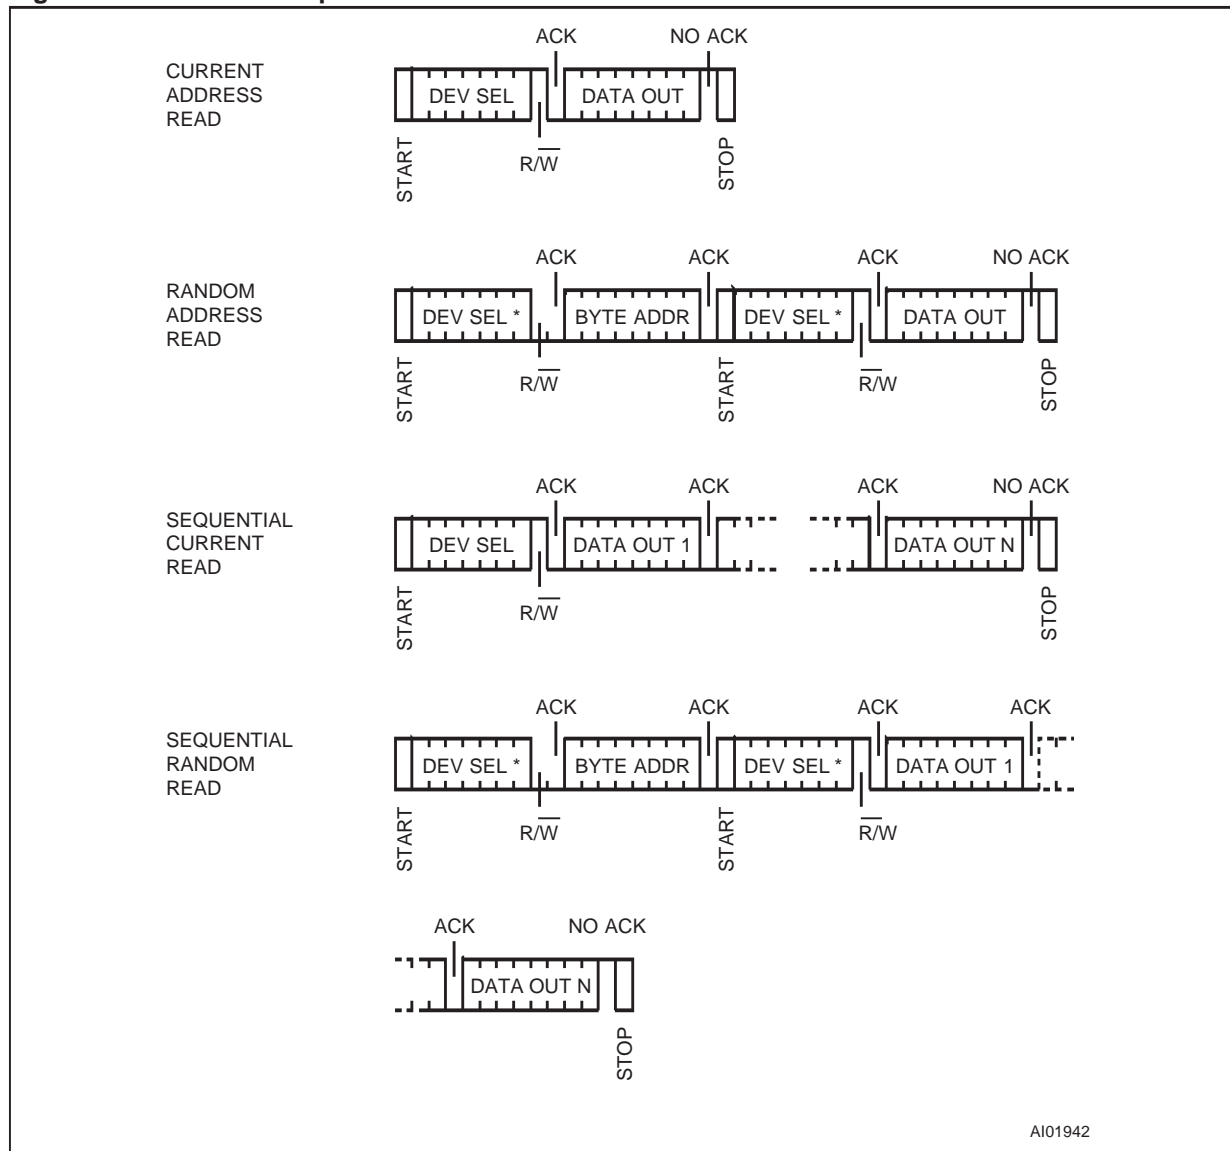 ACK NO ACK
CURRENT
ADDRESS
READ
DEV SEL DATA OUT
START R/W STOP
ACK ACK ACK NO ACK
RANDOM
ADDRESS
READ
DEV SEL * BYTE ADDR DEV SEL * DATA OUT
START R/W START R/W STOP
ACK ACK ACK NO ACK
SEQUENTIAL
CURRENT
READ
DEV SEL DATA OUT 1 DATA OUT N
START R/W STOP
ACK ACK ACK ACK
SEQUENTIAL
RANDOM
READ
DEV SEL * BYTE ADDR DEV SEL * DATA OUT 1
START R/W START R/W
ACK NO ACK
DATA OUT N
STOP
AI01942